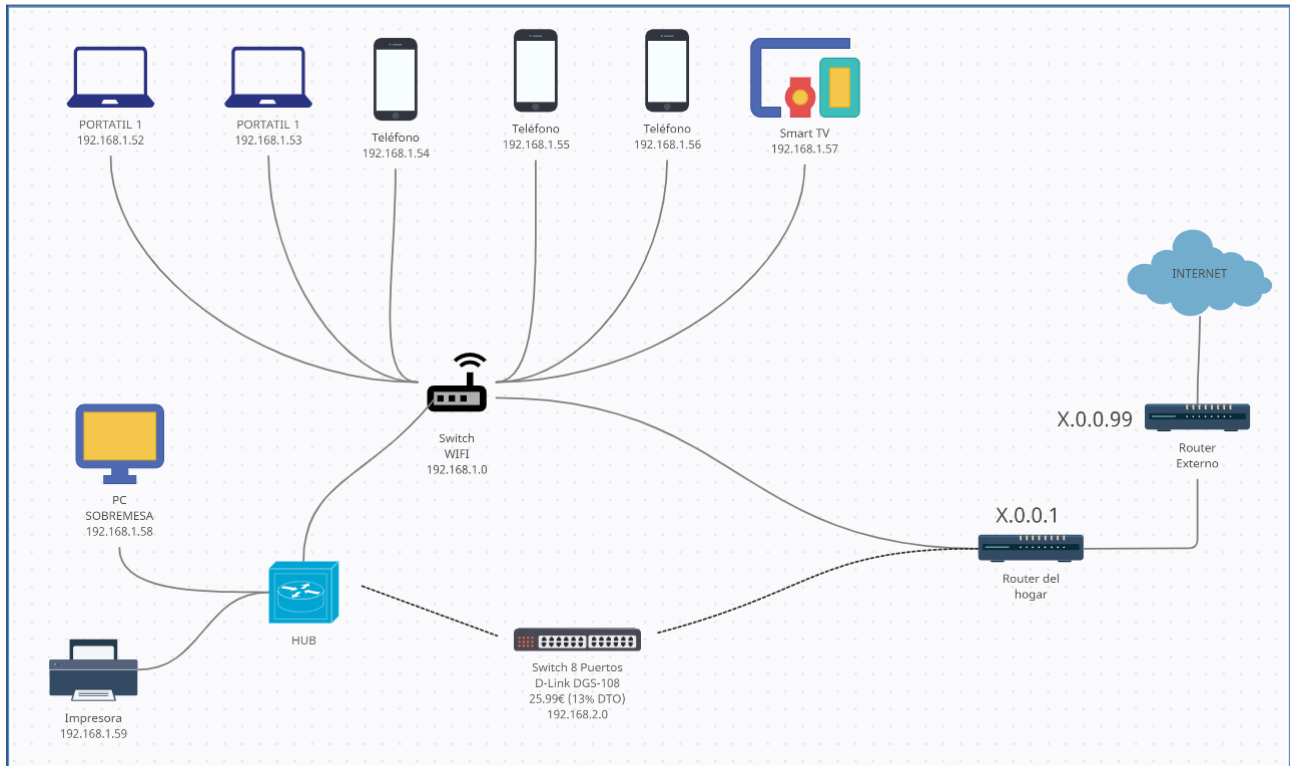 PORTATIL 1
192.168.1.52
PORTATIL 1
192.168.1.53
Teléfono
192.168.1.54
Teléfono
192.168.1.55
Teléfono
192.168.1.56
Smart TV
192.168.1.57
INTERNET
X.0.0.99
Router
Externo
Switch
WIFI
192.168.1.0
PC
SOBREMESA
192.168.1.58
X.0.0.1
Router del
hogar
HUB
Switch 8 Puertos
D-Link DGS-108
25.99€ (13% DTO)
192.168.2.0
Impresora
192.168.1.59